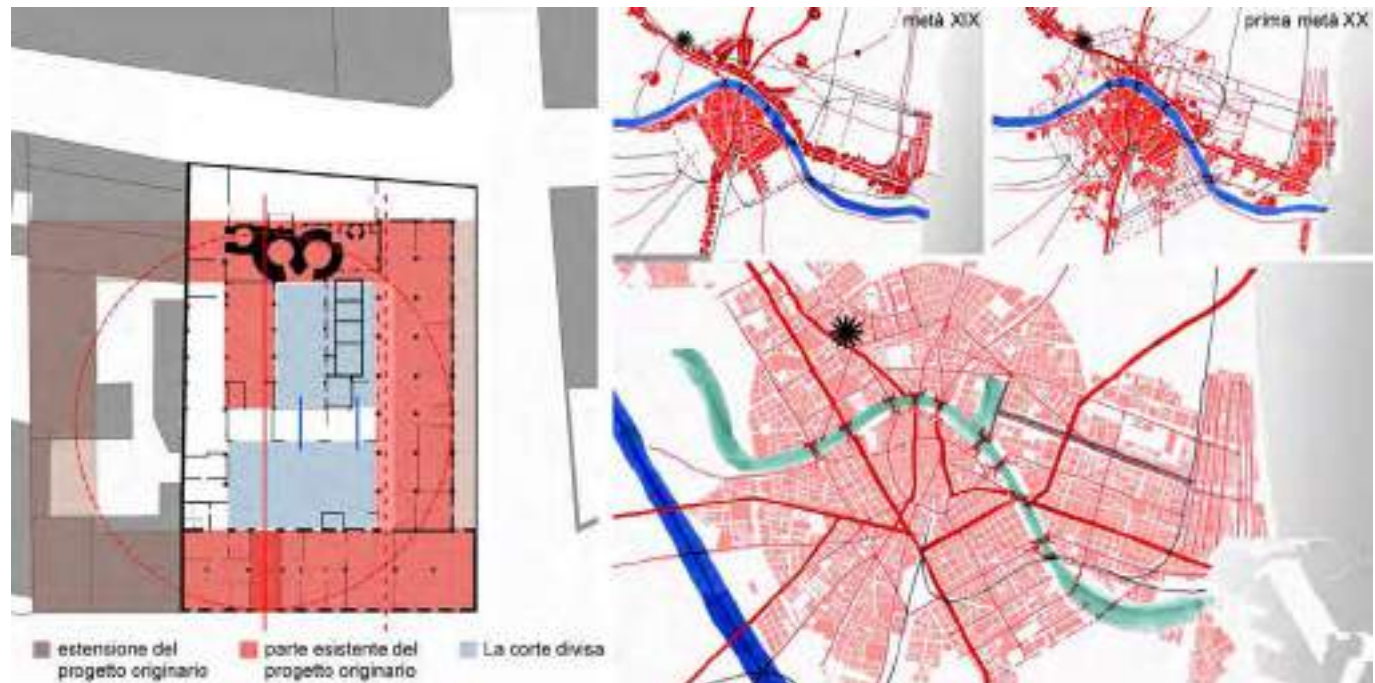 metà XIX
prima metà XX
estensione del
progetto originario
parte esistente del
progetto originario
La corte divisa